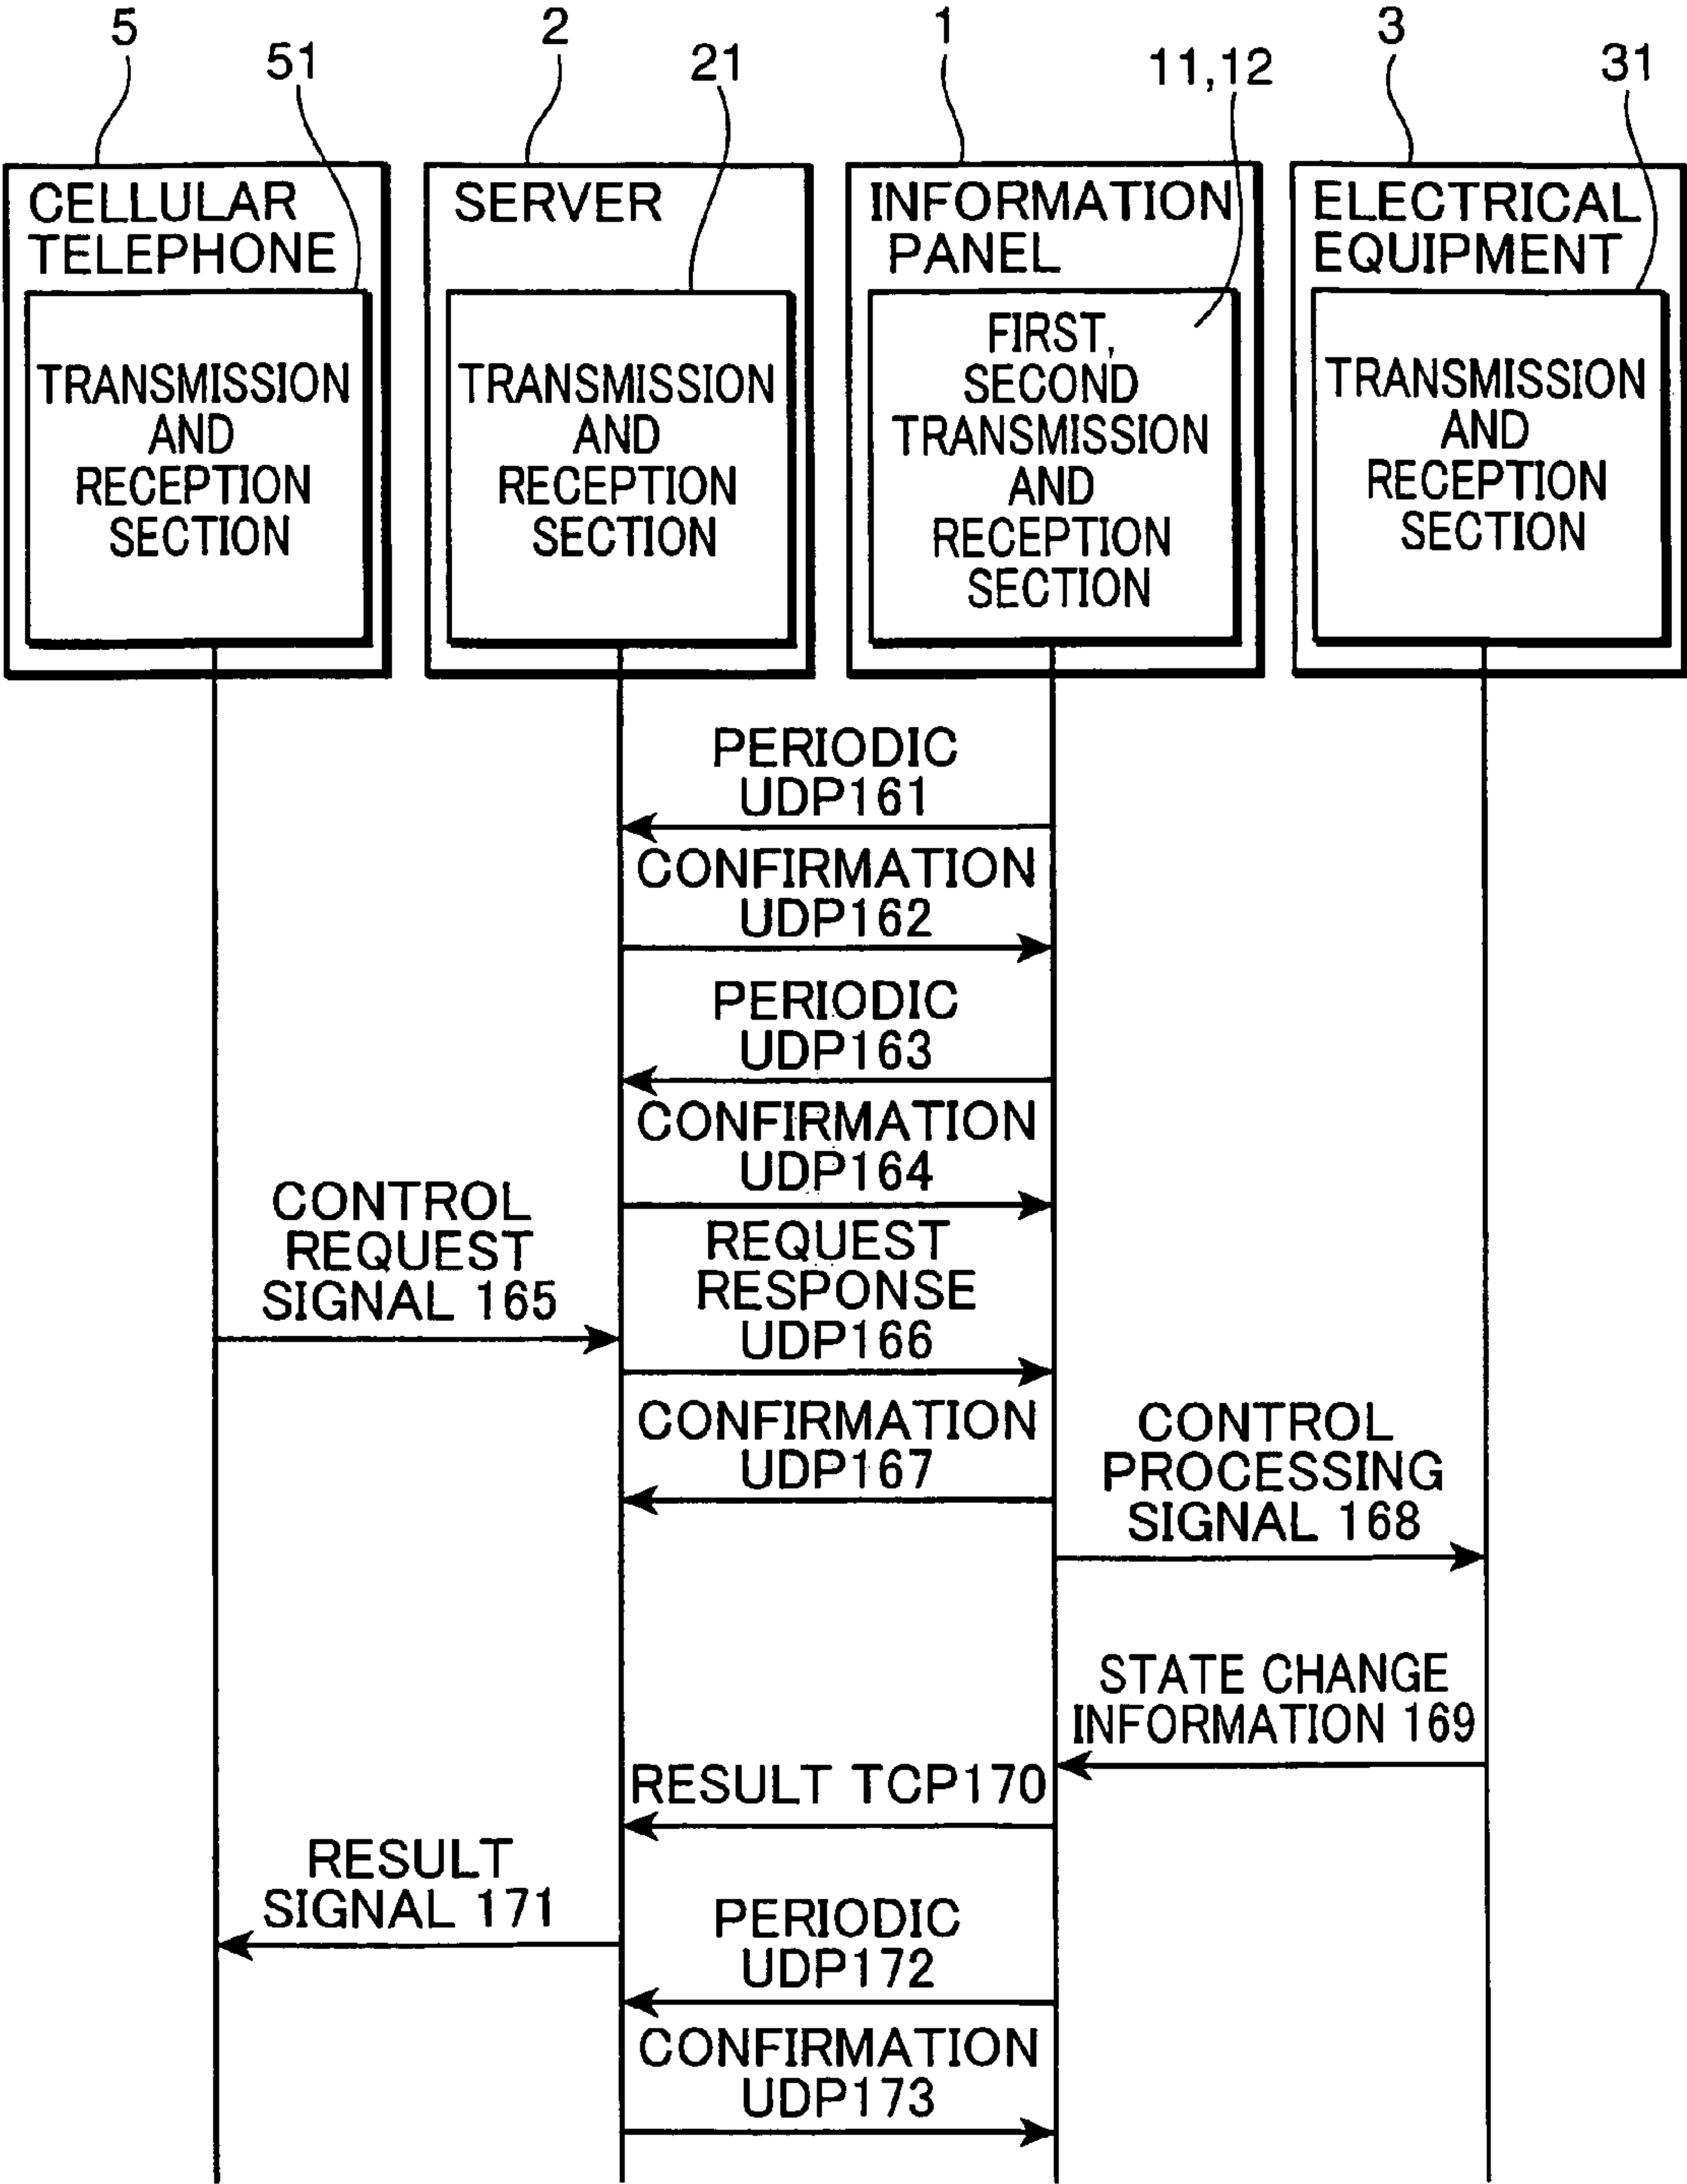 5
2
1
3
51
21
11,12
31
CELLULAR
TELEPHONE
TRANSMISSION
AND
RECEPTION
SECTION
SERVER
TRANSMISSION
AND
RECEPTION
SECTION
INFORMATION
PANEL
FIRST,
SECOND
TRANSMISSION
AND
RECEPTION
SECTION
ELECTRICAL
EQUIPMENT
TRANSMISSION
AND
RECEPTION
SECTION
PERIODIC
UDP161
CONFIRMATION
UDP162
PERIODIC
UDP163
CONFIRMATION
UDP164
CONTROL
REQUEST
SIGNAL 165
REQUEST
RESPONSE
UDP166
CONFIRMATION
UDP167
CONTROL
PROCESSING
SIGNAL 168
STATE CHANGE
INFORMATION 169
RESULT TCP170
RESULT
SIGNAL 171
PERIODIC
UDP172
CONFIRMATION
UDP173